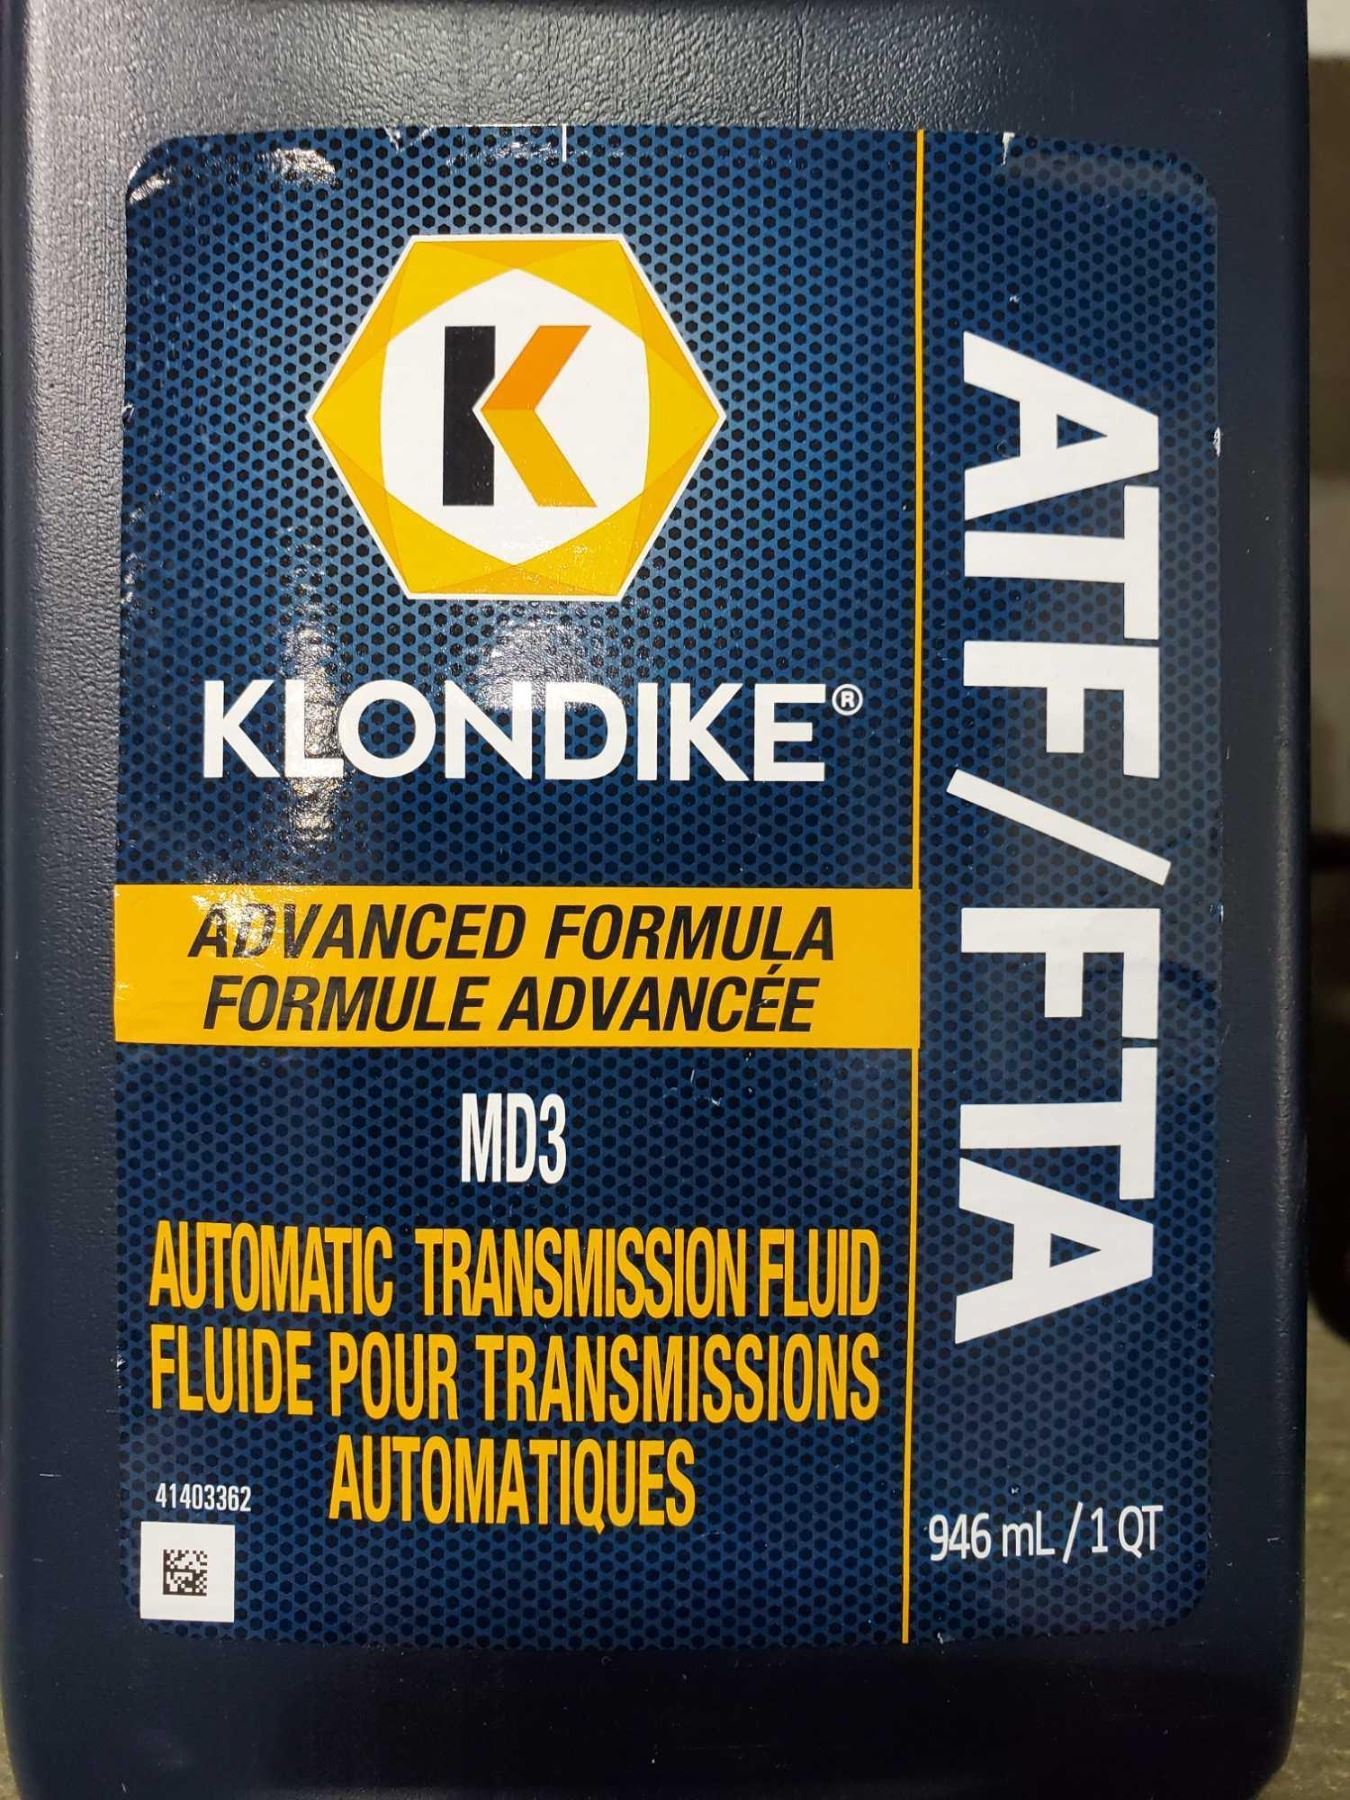 K
KLONDIKE®
ADVANCED FORMULA
FORMULE ADVANCÉE
MD3
AUTOMATIC TRANSMISSION FLUID
FLUIDE POUR TRANSMISSIONS
AUTOMATIQUES
41403362
ATF/FTA
946 mL / 1 QT